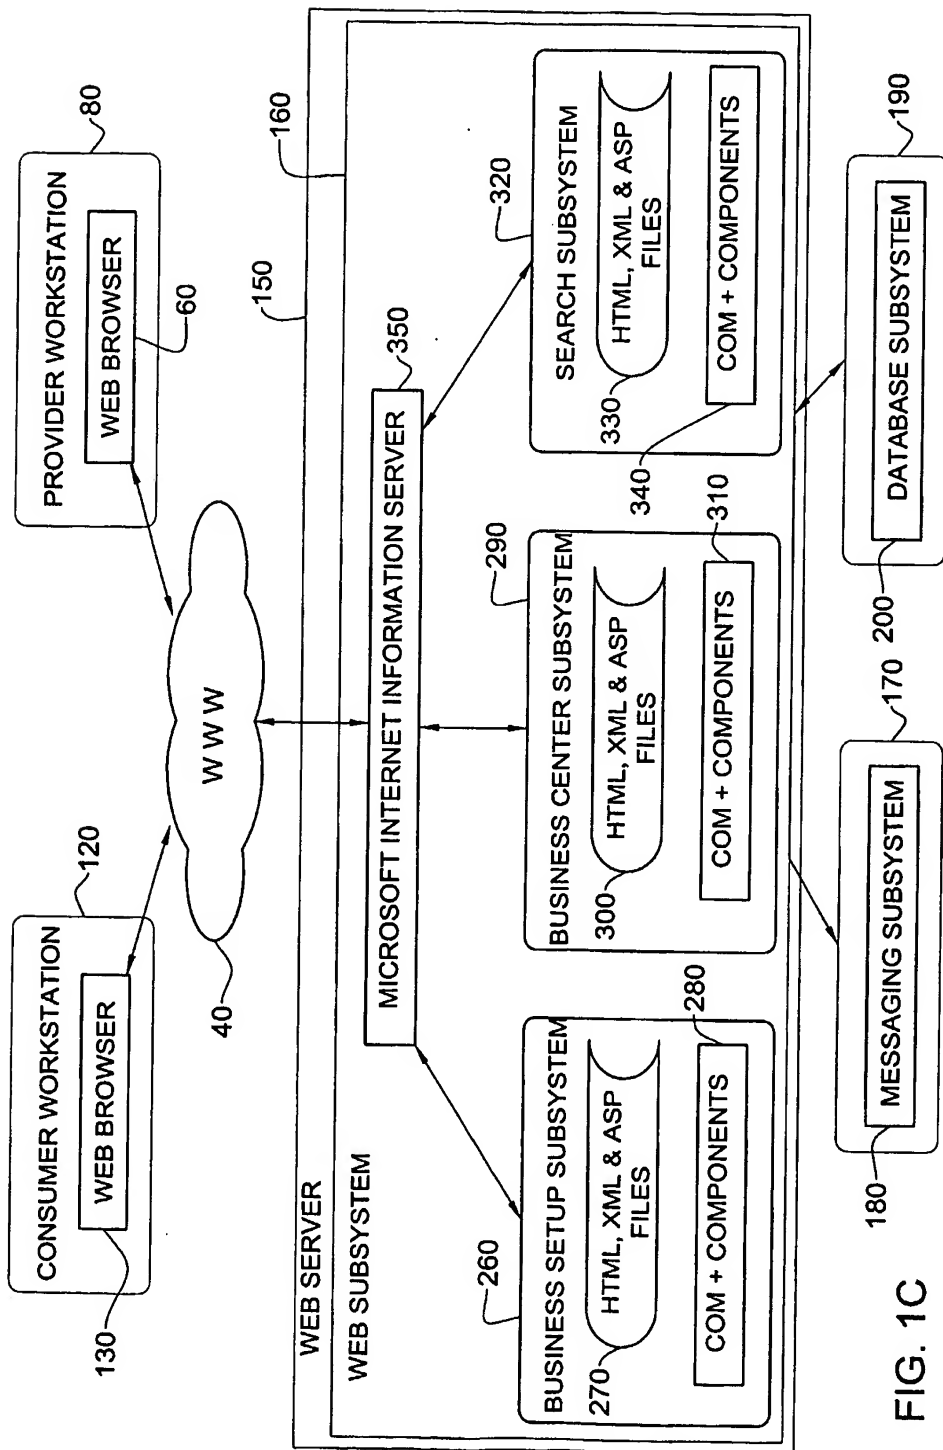 CONSUMER WORKSTATION
120
WEB BROWSER
130
PROVIDER WORKSTATION
80
WEB BROWSER
60
W W W
40
WEB SERVER
150
WEB SUBSYSTEM
160
MICROSOFT INTERNET INFORMATION SERVER
350
260
BUSINESS SETUP SUBSYSTEM
HTML, XML & ASP
FILES
270
COM + COMPONENTS
280
290
BUSINESS CENTER SUBSYSTEM
HTML, XML & ASP
FILES
300
COM + COMPONENTS
310
320
SEARCH SUBSYSTEM
HTML, XML & ASP
FILES
330
COM + COMPONENTS
340
170
MESSAGING SUBSYSTEM
180
190
DATABASE SUBSYSTEM
200
FIG. 1C